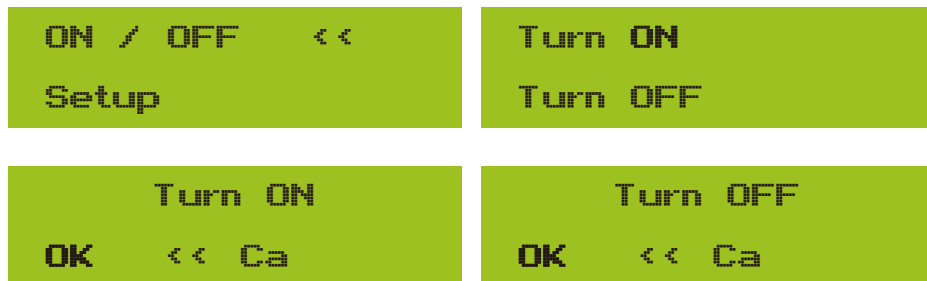 ON / OFF <<
Setup
Turn ON
Turn OFF
Turn ON
OK << Ca
Turn OFF
OK << Ca